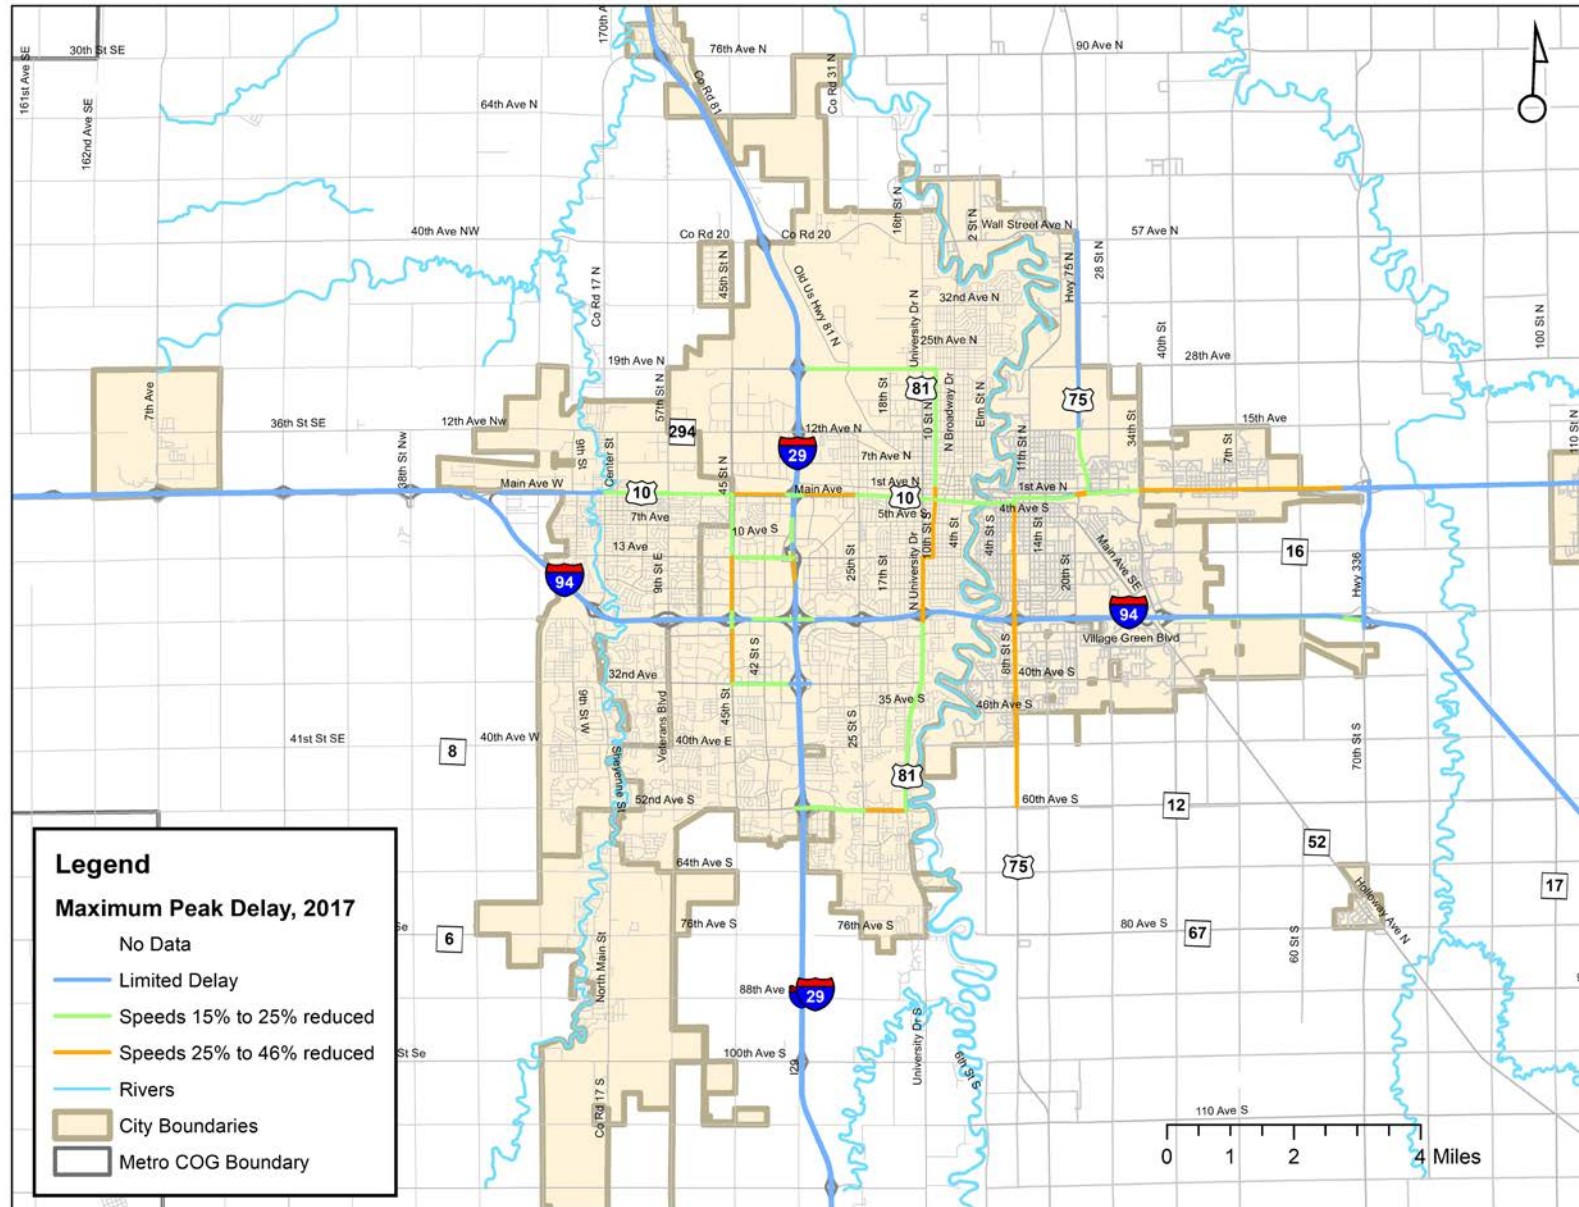 170th A
30th St SE
76th Ave N
90 Ave N
161st Ave SE
162nd Ave SE
Co Rd 81
Co Rd 31 N
64th Ave N
16th St N
2 St N
Wall Street Ave N
57 Ave N
40th Ave NW
Co Rd 20
Co Rd 20
45th St N
Co Rd 17 N
Old Us Hwy 81 N
Hwy 75 N
28 St N
32nd Ave N
University Dr N
25th Ave N
100 St N
40th St
28th Ave
19th Ave N
57th St N
7th Ave
18th St
81
10 St N
N Broadway Dr
Elm St N
75
34th St
15th Ave
7th St
110 St N
36th St SE
12th Ave Nw
38th St Nw
9th St
Center St
294
12th Ave N
29
7th Ave N
11th St N
45 St N
Main Ave W
10
Main Ave
1st Ave N
10
1st Ave N
5th Ave S
4th Ave S
7th Ave
10 Ave S
13 Ave
9th St E
25th St
17th St
N University Dr
10th St S
4th St
4th St S
14th St
20th St
Main Ave SE
16
Hwy 336
94
94
Village Green Blvd
42 St S
8th St S
40th Ave S
32nd Ave
9th St W
Veterans Blvd
45th St
35 Ave S
46th Ave S
25 St S
41st St SE
8
40th Ave W
40th Ave E
Sheyenne St
70th St S
81
52nd Ave S
60th Ave S
12
52
75
17
64th Ave S
Holloway Ave N
76th Ave S
76th Ave S
80 Ave S
67
60 St S
6
Se
North Main St
88th Ave
29
University Dr S
6th St S
St Se
100th Ave S
I29
Co Rd 17 S
110 Ave S
0 1 2 4 Miles
Legend
Maximum Peak Delay, 2017
No Data
Limited Delay
Speeds 15% to 25% reduced
Speeds 25% to 46% reduced
Rivers
City Boundaries
Metro COG Boundary